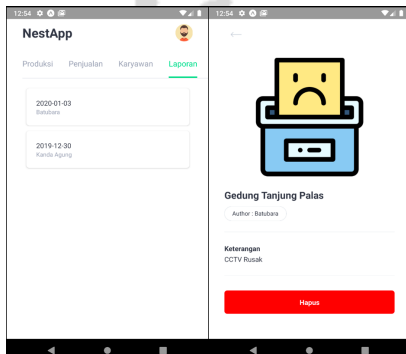 12:54
NestApp
Produksi Penjualan Karyawan Laporan
2020-01-03
Batubara
2019-12-30
Kanda Agung
12:54
Gedung Tanjung Palas
Author : Batubara
Keterangan
CCTV Rusak
Hapus